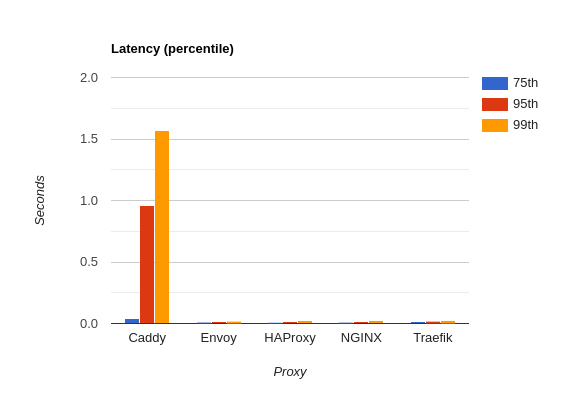 Latency (percentile)
2.0
1.5
1.0
0.5
0.0
Seconds
Caddy
Envoy
HAProxy
NGINX
Traefik
Proxy
75th
95th
99th